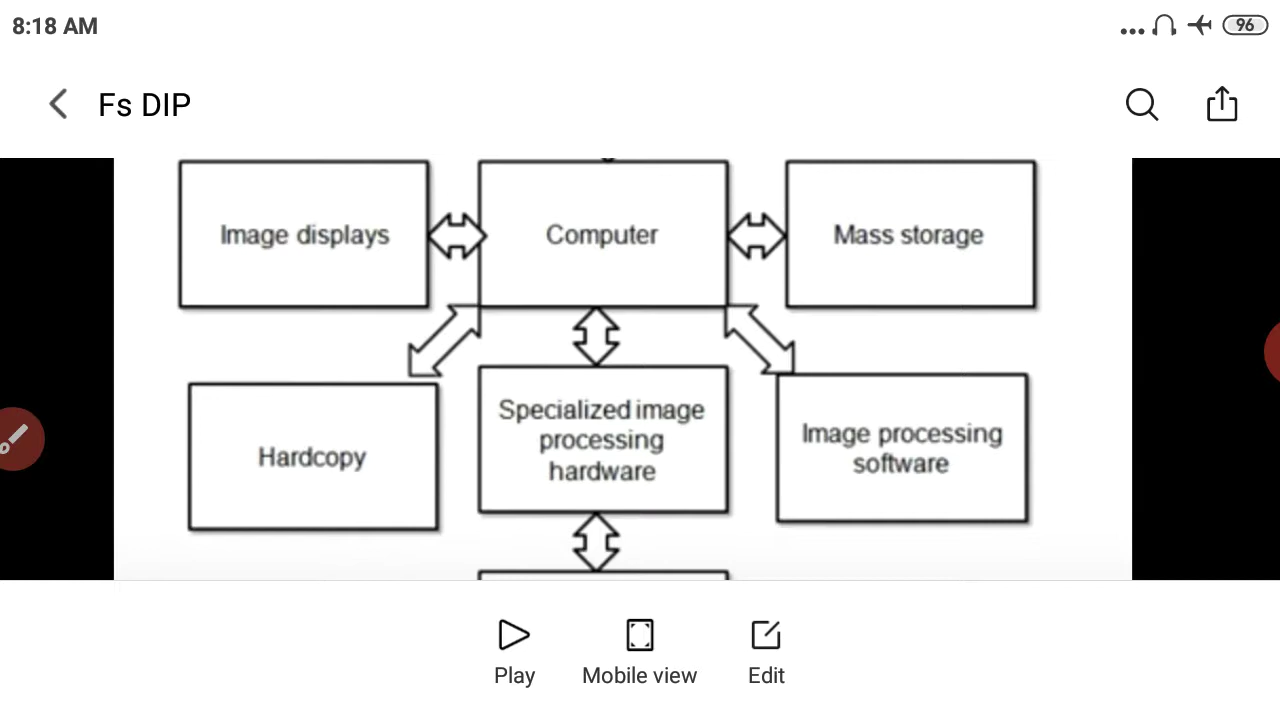 8:18 AM
96
Fs DIP
Image displays
Computer
Mass storage
Hardcopy
Specialized image
processing
hardware
Image processing
software
Play
Mobile view
Edit